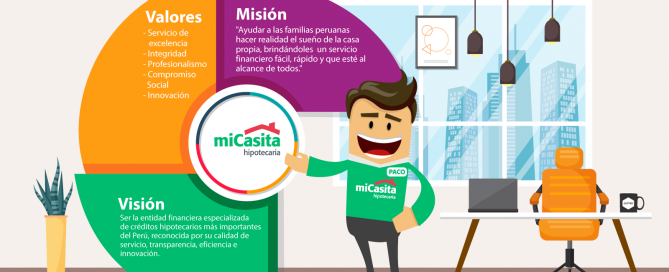 Valores
- Servicio de
excelencia
- Integridad
- Profesionalismo
- Compromiso
Social
- Innovación
Misión
"Ayudar a las familias peruanas
hacer realidad el sueño de la casa
propia, brindándoles un servicio
financiero fácil, rápido y que esté al
alcance de todos."
miCasita
hipotecaria
Visión
Ser la entidad financiera especializada
de créditos hipotecarios más importantes
del Perú, reconocida por su calidad de
servicio, transparencia, eficiencia e
innovación.
PACO
miCasita
hipotecaria